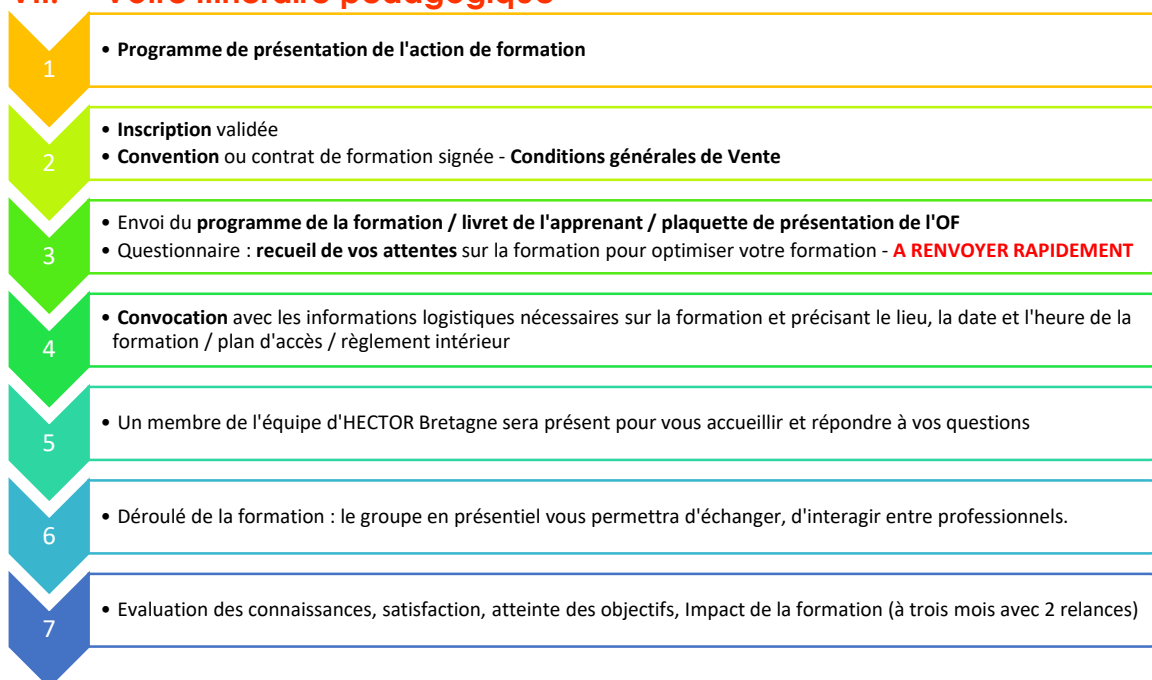 VII. Votre itinéraire pédagogique
1
• Programme de présentation de l'action de formation
2
• Inscription validée
• Convention ou contrat de formation signée - Conditions générales de Vente
3
• Envoi du programme de la formation / livret de l'apprenant / plaquette de présentation de l'OF
• Questionnaire : recueil de vos attentes sur la formation pour optimiser votre formation - A RENVOYER RAPIDEMENT
4
• Convocation avec les informations logistiques nécessaires sur la formation et précisant le lieu, la date et l'heure de la
formation / plan d'accès / règlement intérieur
5
• Un membre de l'équipe d'HECTOR Bretagne sera présent pour vous accueillir et répondre à vos questions
6
• Déroulé de la formation : le groupe en présentiel vous permettra d'échanger, d'interagir entre professionnels.
7
• Evaluation des connaissances, satisfaction, atteinte des objectifs, Impact de la formation (à trois mois avec 2 relances)